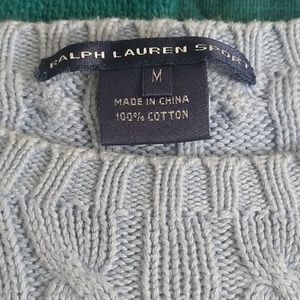 RALPH LAUREN SPORT
M
MADE IN CHINA
100% COTTON